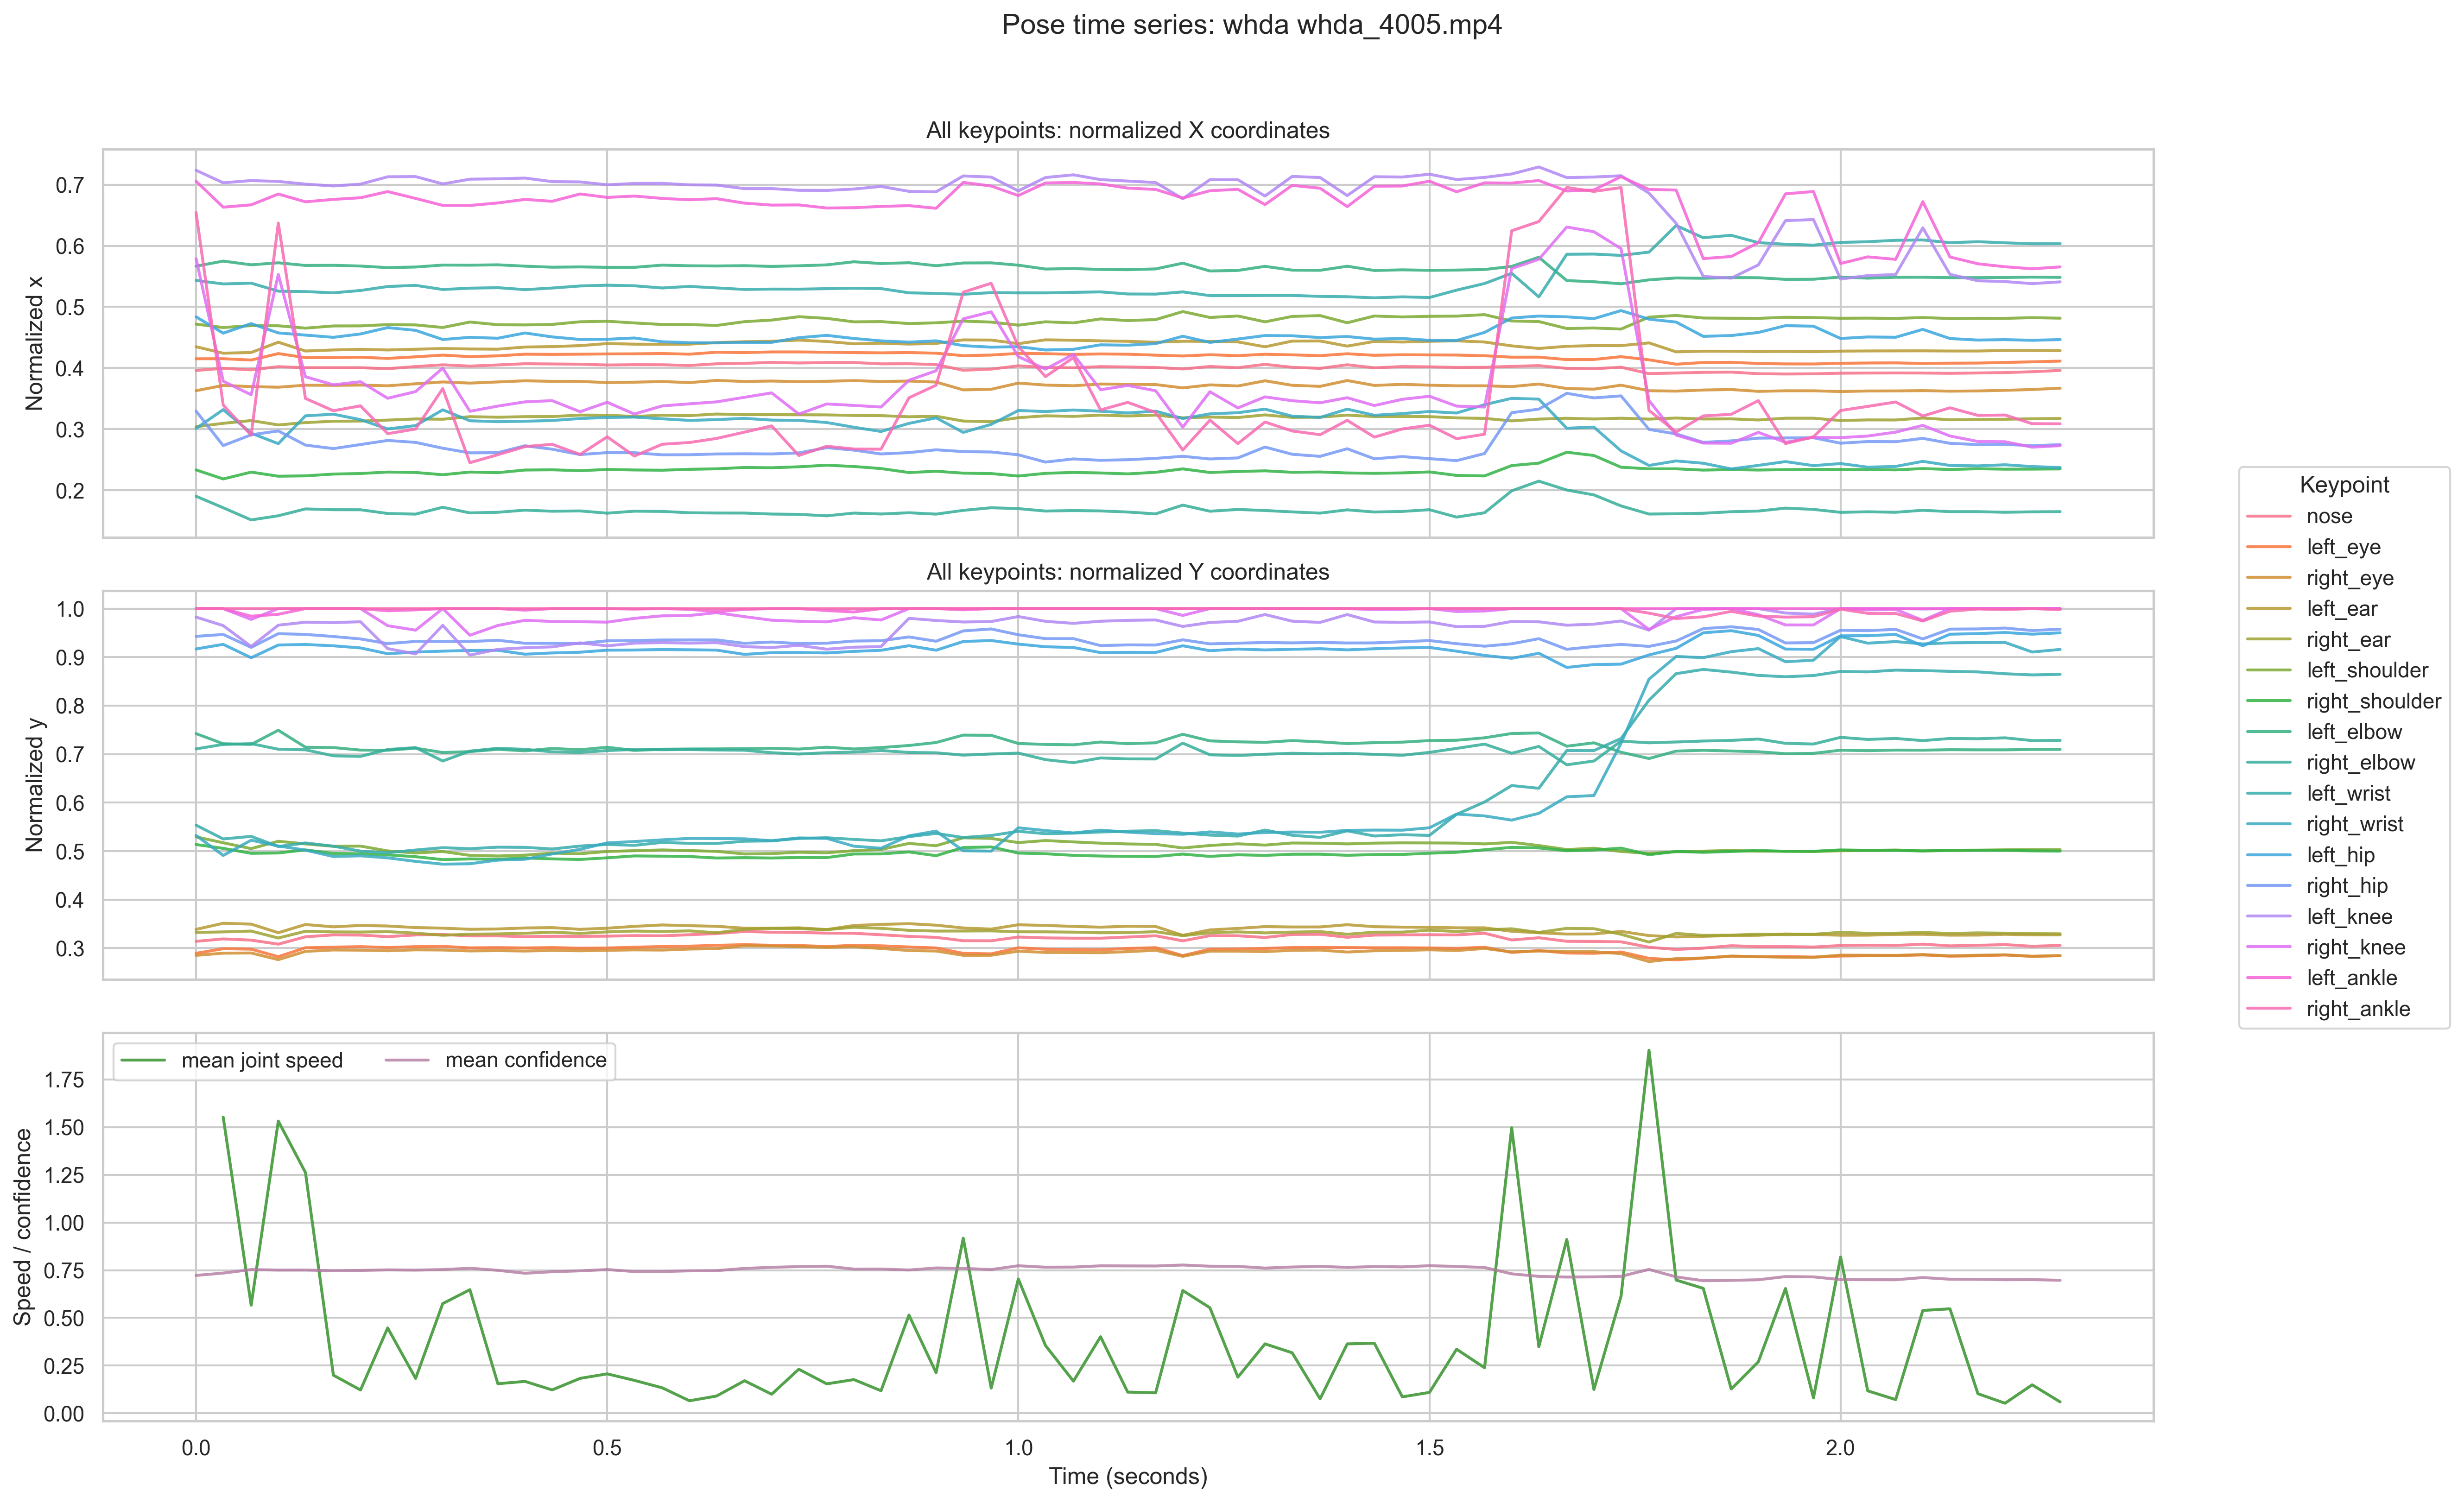 Pose time series: whda whda_4005.mp4
All keypoints: normalized X coordinates
Normalized x
0.7
0.6
0.5
0.4
0.3
0.2
All keypoints: normalized Y coordinates
Normalized y
1.0
0.9
0.8
0.7
0.6
0.5
0.4
0.3
Keypoint
nose
left_eye
right_eye
left_ear
right_ear
left_shoulder
right_shoulder
left_elbow
right_elbow
left_wrist
right_wrist
left_hip
right_hip
left_knee
right_knee
left_ankle
right_ankle
mean joint speed mean confidence
Speed / confidence
1.75
1.50
1.25
1.00
0.75
0.50
0.25
0.00
0.0 0.5 1.0 1.5 2.0
Time (seconds)